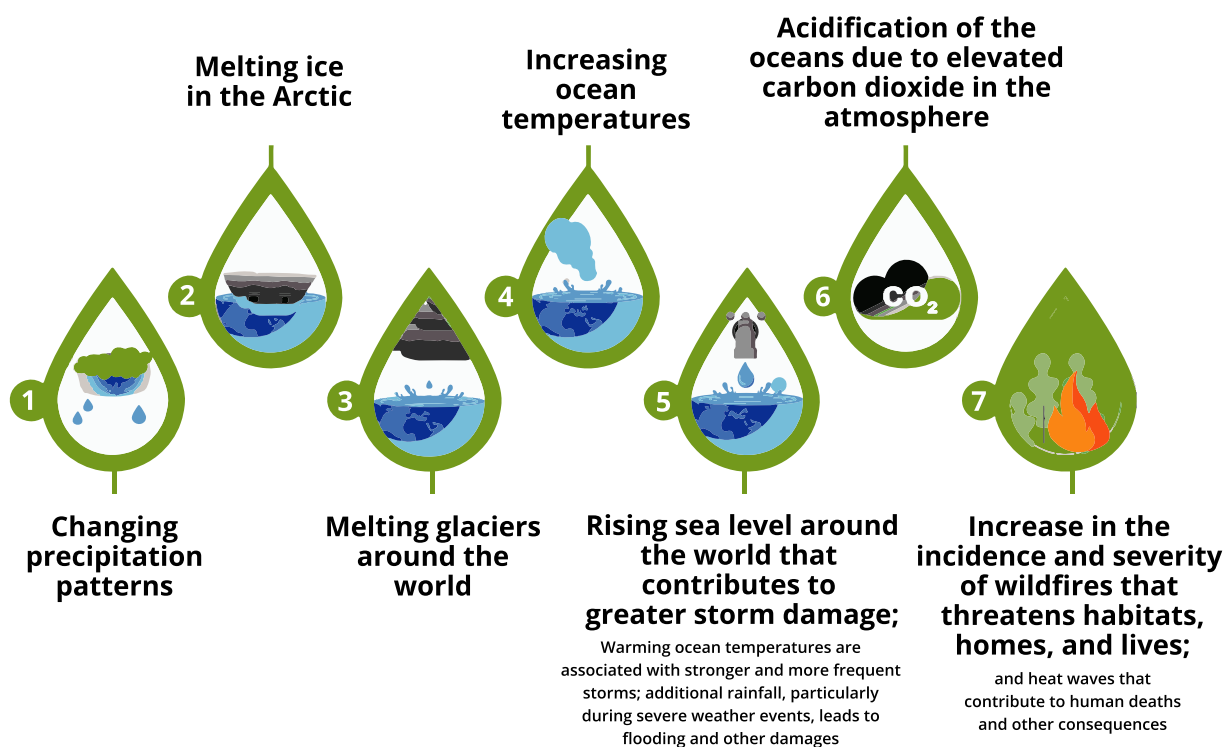 1
Changing
precipitation
patterns
2
Melting ice
in the Arctic
3
Melting glaciers
around the
world
4
Increasing
ocean
temperatures
5
Rising sea level around
the world that
contributes to
greater storm damage;
Warming ocean temperatures are
associated with stronger and more frequent
storms; additional rainfall, particularly
during severe weather events, leads to
flooding and other damages
6
Acidification of the
oceans due to elevated
carbon dioxide in the
atmosphere
CO₂
7
Increase in the
incidence and severity
of wildfires that
threatens habitats,
homes, and lives;
and heat waves that
contribute to human deaths
and other consequences